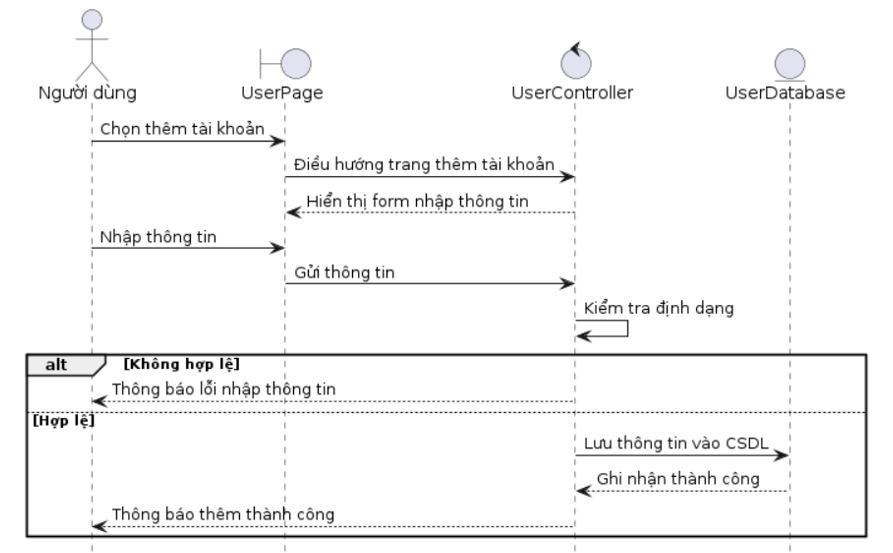 Người dùng
UserPage
UserController
UserDatabase
Chọn thêm tài khoản
Điều hướng trang thêm tài khoản
Hiển thị form nhập thông tin
Nhập thông tin
Gửi thông tin
Kiểm tra định dạng
alt
[Không hợp lệ]
Thông báo lỗi nhập thông tin
[Hợp lệ]
Lưu thông tin vào CSDL
Ghi nhận thành công
Thông báo thêm thành công